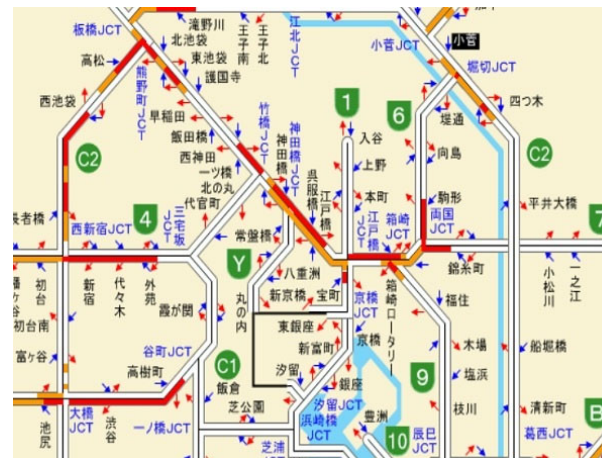 滝野川
王子南
王子北
江北JCT
板橋JCT
北池袋
東池袋
護国寺
高松
熊野町JCT
西池袋
早稲田
飯田橋
西神田
一ツ橋
北の丸
代官町
竹橋JCT
神田橋
神田橋JCT
呉服橋
江戸橋
小菅JCT
小菅
堀切JCT
四つ木
堤通
向島
駒形
両国JCT
平井大橋
1
6
7
入谷
上野
本町
江戸橋JCT
箱崎JCT
錦糸町
小松川
一之江
C2
C2
4
西新宿JCT
三宅坂JCT
常盤橋
Y
八重洲
新京橋
宝町
丸の内
霞が関
初台
新宿
代々木
外苑
初台南
富ヶ谷
谷町JCT
高樹町
C1
東銀座
新富町
京橋JCT
京橋
箱崎ロータリー
福住
木場
塩浜
枝川
9
船堀橋
清新町
葛西JCT
B
飯倉
芝公園
汐留
銀座
汐留JCT
浜崎橋JCT
豊洲
10
辰巳JCT
芝浦
大橋JCT
渋谷
一ノ橋JCT
池尻